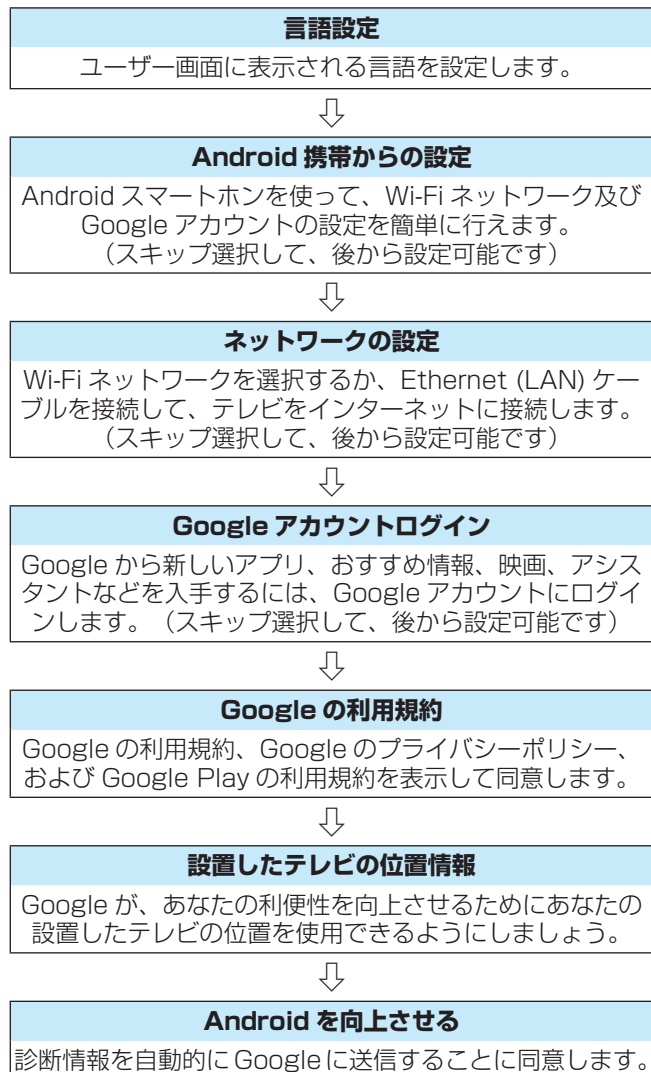 言語設定
ユーザー画面に表示される言語を設定します。
Android 携帯からの設定
Android スマートホンを使って、Wi-Fi ネットワーク及び
Google アカウントの設定を簡単に行えます。
（スキップ選択して、後から設定可能です）
ネットワークの設定
Wi-Fi ネットワークを選択するか、Ethernet (LAN) ケー
ブルを接続して、テレビをインターネットに接続します。
（スキップ選択して、後から設定可能です）
Google アカウントログイン
Google から新しいアプリ、おすすめ情報、映画、アシス
タントなどを入手するには、Google アカウントにログイ
ンします。（スキップ選択して、後から設定可能です）
Google の利用規約
Google の利用規約、Google のプライバシーポリシー、
および Google Play の利用規約を表示して同意します。
設置したテレビの位置情報
Google が、あなたの利便性を向上させるためにあなたの
設置したテレビの位置を使用できるようにしましょう。
Android を向上させる
診断情報を自動的に Google に送信することに同意します。